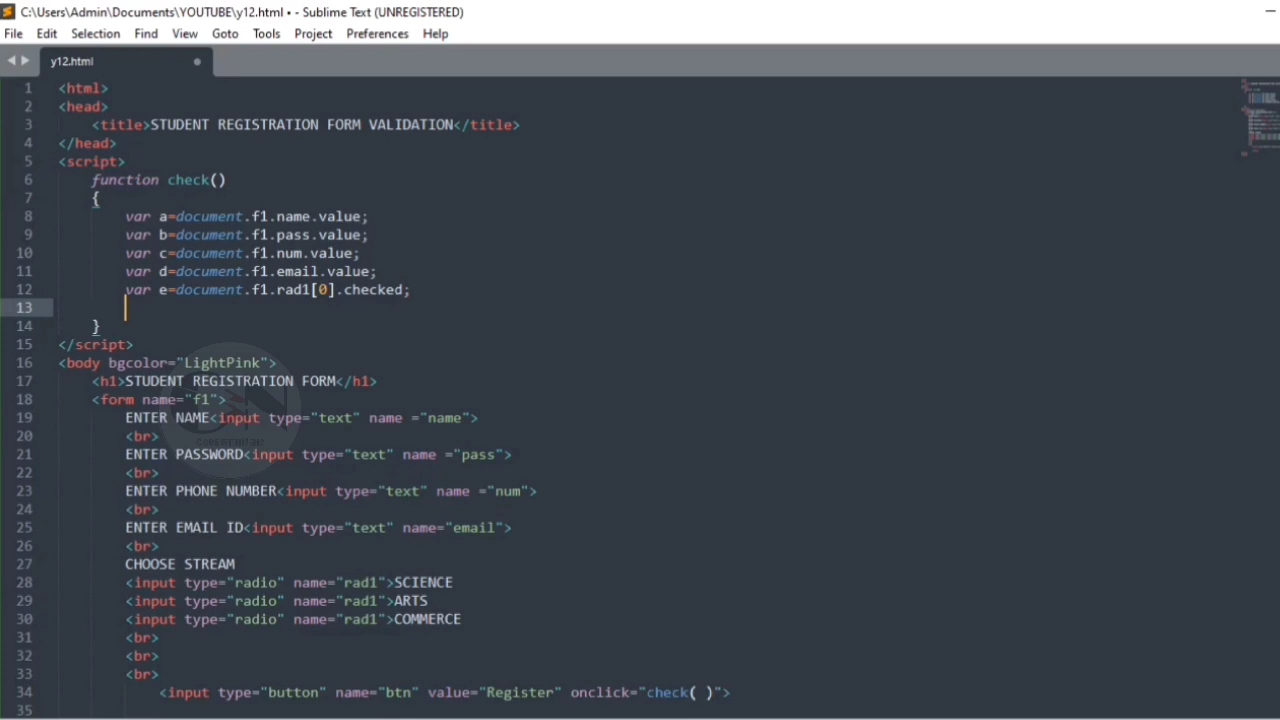 C:\Users\Admin\Documents\YOUTUBE\y12.html • - Sublime Text (UNREGISTERED)
File Edit Selection Find View Goto Tools Project Preferences Help
y12.html
1 <html>
2 <head>
3 <title>STUDENT REGISTRATION FORM VALIDATION</title>
4 </head>
5 <script>
6 function check()
7 {
8 var a=document.f1.name.value;
9 var b=document.f1.pass.value;
10 var c=document.f1.num.value;
11 var d=document.f1.email.value;
12 var e=document.f1.rad1[0].checked;
13
14 }
15 </script>
16 <body bgcolor="LightPink">
17 <h1>STUDENT REGISTRATION FORM</h1>
18 <form name="f1">
19 ENTER NAME<input type="text" name ="name">
20 <br>
21 ENTER PASSWORD<input type="text" name ="pass">
22 <br>
23 ENTER PHONE NUMBER<input type="text" name ="num">
24 <br>
25 ENTER EMAIL ID<input type="text" name="email">
26 <br>
27 CHOOSE STREAM
28 <input type="radio" name="rad1">SCIENCE
29 <input type="radio" name="rad1">ARTS
30 <input type="radio" name="rad1">COMMERCE
31 <br>
32 <br>
33 <br>
34 <input type="button" name="btn" value="Register" onclick="check( )">
35